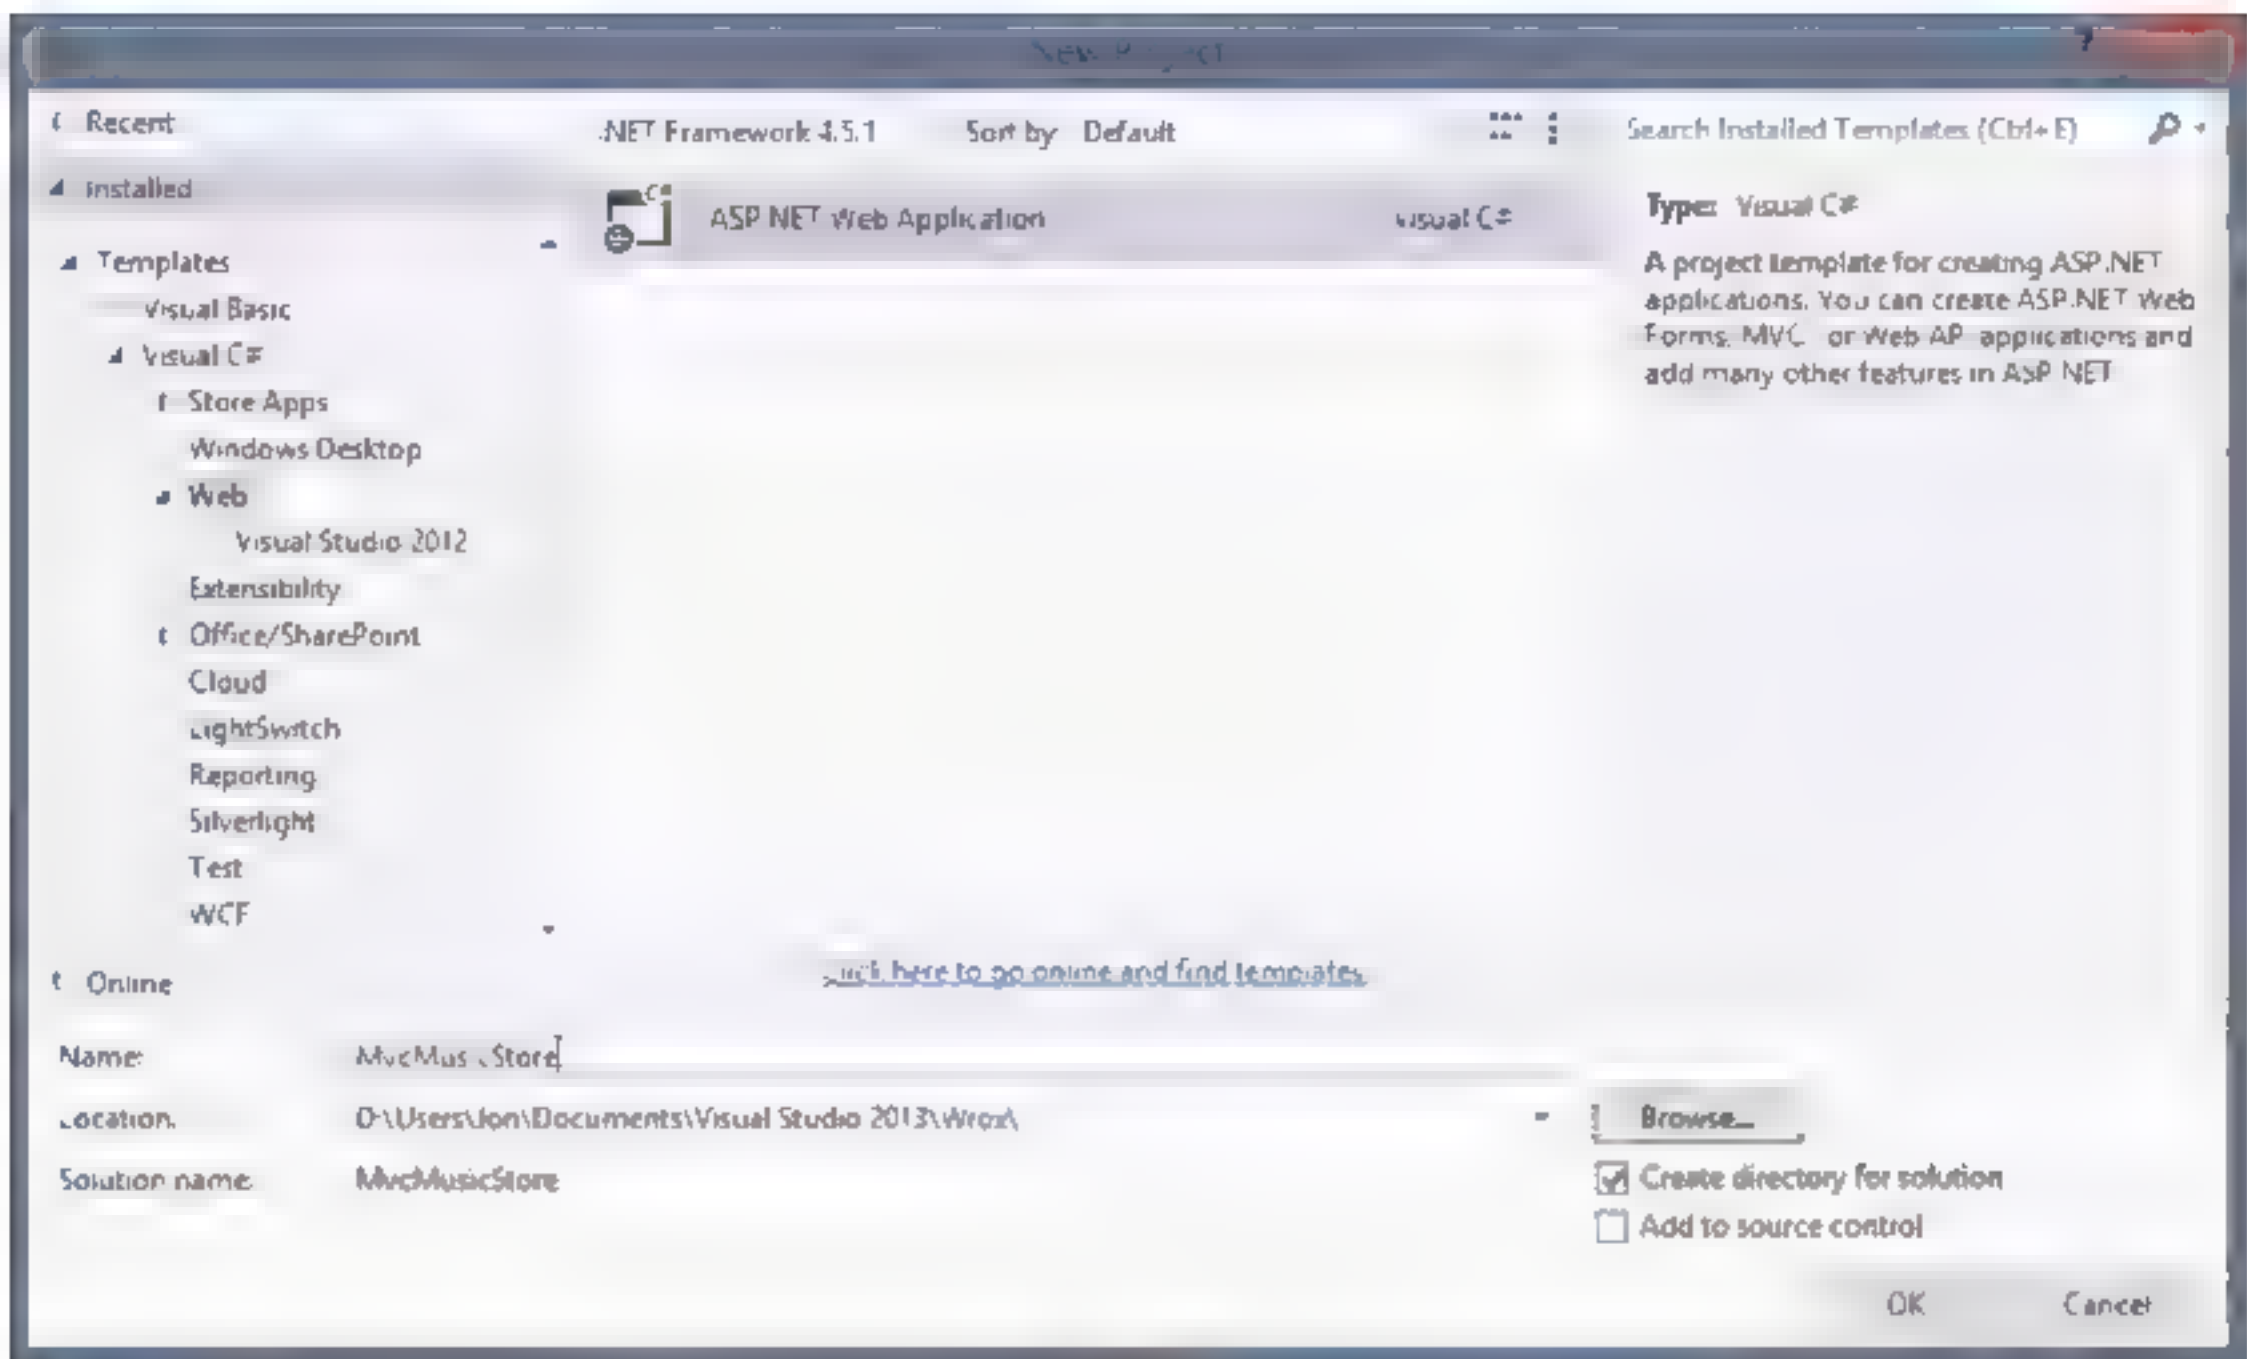 New Project
?
Recent
.NET Framework 4.5.1 Sort by Default
Search Installed Templates (Ctrl+E)
Installed
ASP.NET Web Application Visual C#
Type: Visual C#
A project template for creating ASP.NET
applications. You can create ASP.NET Web
Forms, MVC, or Web API applications and
add many other features in ASP.NET
Templates
Visual Basic
Visual C#
Store Apps
Windows Desktop
Web
Visual Studio 2012
Extensibility
Office/SharePoint
Cloud
LightSwitch
Reporting
Silverlight
Test
WCF
Online
Click here to go online and find templates.
Name: MvcMusicStore
Location: D:\Users\Jon\Documents\Visual Studio 2013\Wrox\
Browse...
Solution name: MvcMusicStore
Create directory for solution
Add to source control
OK Cancel